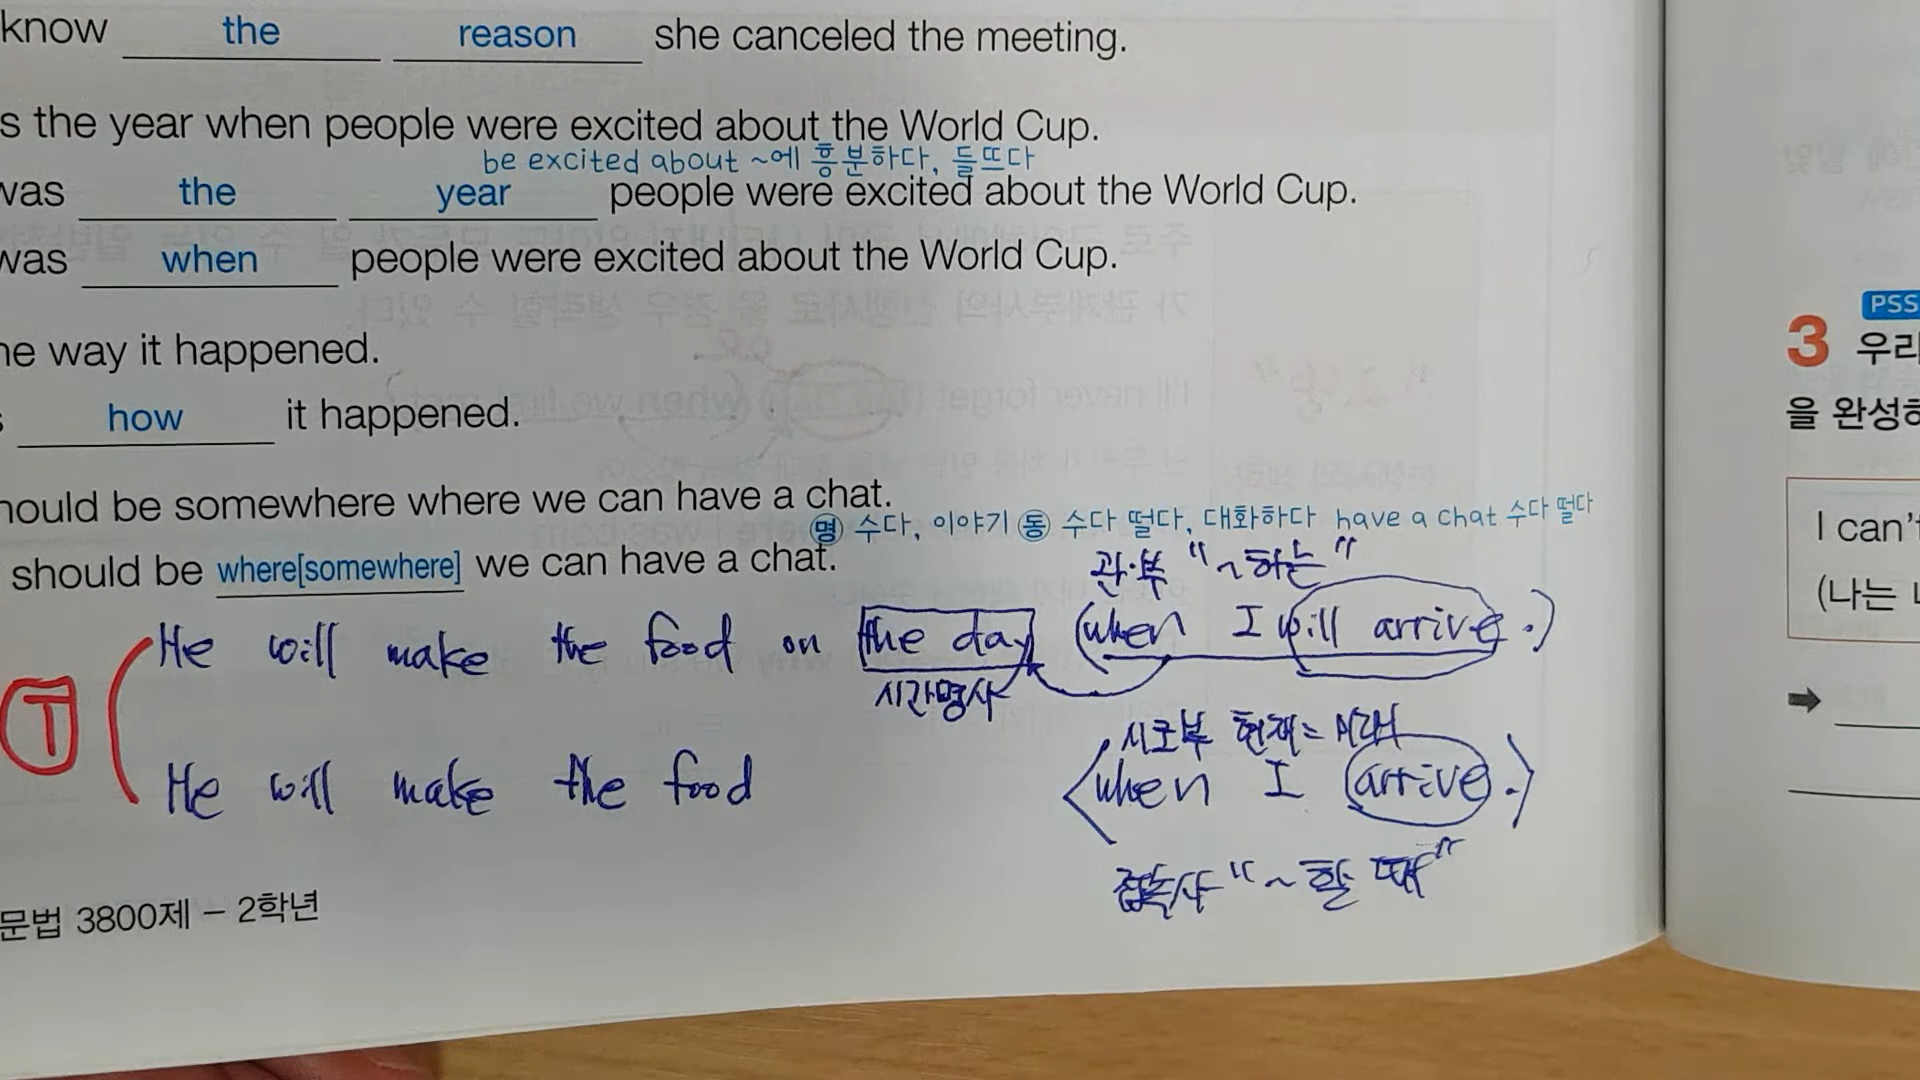 know the reason she canceled the meeting.
s the year when people were excited about the World Cup.
be excited about ~에 흥분하다, 들뜨다
was the year people were excited about the World Cup.
was when people were excited about the World Cup.
he way it happened.
s how it happened.
hould be somewhere where we can have a chat.
명 수다, 이야기 동 수다 떨다, 대화하다 have a chat 수다 떨다
should be where[somewhere] we can have a chat.
관·부 "~하는"
He will make the food on the day (when I will arrive.)
시간명사
T
시조부 현재=미래
He will make the food <when I arrive.>
접속사 "~할 때"
문법 3800제 – 2학년
PSS
3 우리
을 완성하
I can't
(나는 
➡